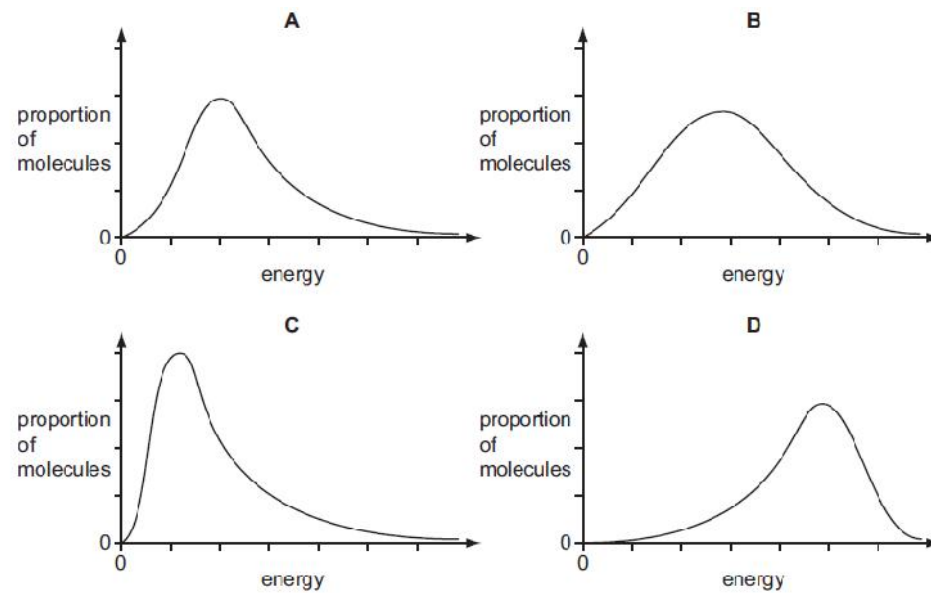 A
proportion
of
molecules
0
0
energy
B
proportion
of
molecules
0
0
energy
C
proportion
of
molecules
0
0
energy
D
proportion
of
molecules
0
0
energy